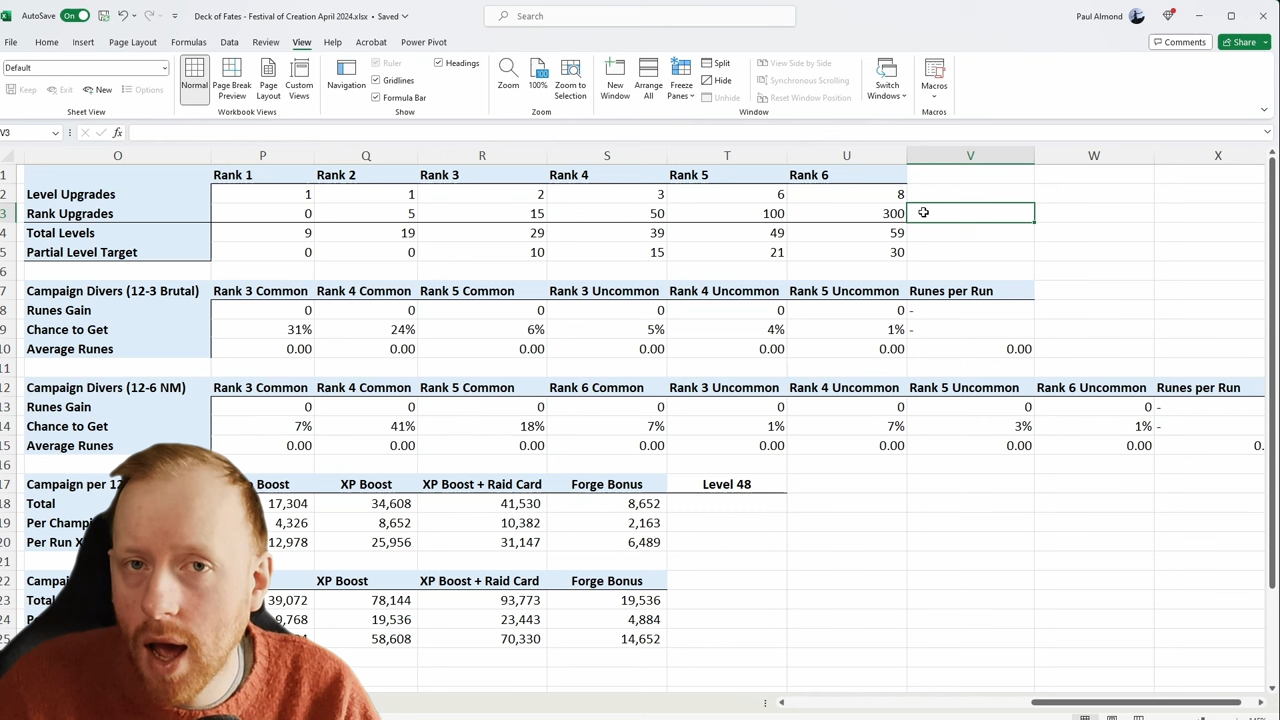 AutoSave On Deck of Fates - Festival of Creation April 2024.xlsx • Saved Search Paul Almond
File Home Insert Page Layout Formulas Data Review View Help Acrobat Power Pivot Comments Share
Default Ruler Headings Split View Side by Side
Gridlines Hide Synchronous Scrolling
Keep Exit New Options Formula Bar Unhide Reset Window Position
Normal Page Break Preview Page Layout Custom Views Navigation Zoom 100% Zoom to Selection New Window Arrange All Freeze Panes Switch Windows Macros
Sheet View Workbook Views Show Zoom Window Macros
V3 fx
O P Q R S T U V W X
1 Rank 1 Rank 2 Rank 3 Rank 4 Rank 5 Rank 6
2 Level Upgrades 1 1 2 3 6 8
3 Rank Upgrades 0 5 15 50 100 300
4 Total Levels 9 19 29 39 49 59
5 Partial Level Target 0 0 10 15 21 30
6
7 Campaign Divers (12-3 Brutal) Rank 3 Common Rank 4 Common Rank 5 Common Rank 3 Uncommon Rank 4 Uncommon Rank 5 Uncommon Runes per Run
8 Runes Gain 0 0 0 0 0 0 -
9 Chance to Get 31% 24% 6% 5% 4% 1% -
10 Average Runes 0.00 0.00 0.00 0.00 0.00 0.00 0.00
11
12 Campaign Divers (12-6 NM) Rank 3 Common Rank 4 Common Rank 5 Common Rank 6 Common Rank 3 Uncommon Rank 4 Uncommon Rank 5 Uncommon Rank 6 Uncommon Runes per Run
13 Runes Gain 0 0 0 0 0 0 0 0 -
14 Chance to Get 7% 41% 18% 7% 1% 7% 3% 1% -
15 Average Runes 0.00 0.00 0.00 0.00 0.00 0.00 0.00 0.00 0.
16
17 Campaign per 12 Boost XP Boost XP Boost + Raid Card Forge Bonus Level 48
18 Total 17,304 34,608 41,530 8,652
19 Per Champi 4,326 8,652 10,382 2,163
20 Per Run X 12,978 25,956 31,147 6,489
21
22 Campai XP Boost XP Boost + Raid Card Forge Bonus
23 Total 39,072 78,144 93,773 19,536
24 9,768 19,536 23,443 4,884
25 58,608 70,330 14,652